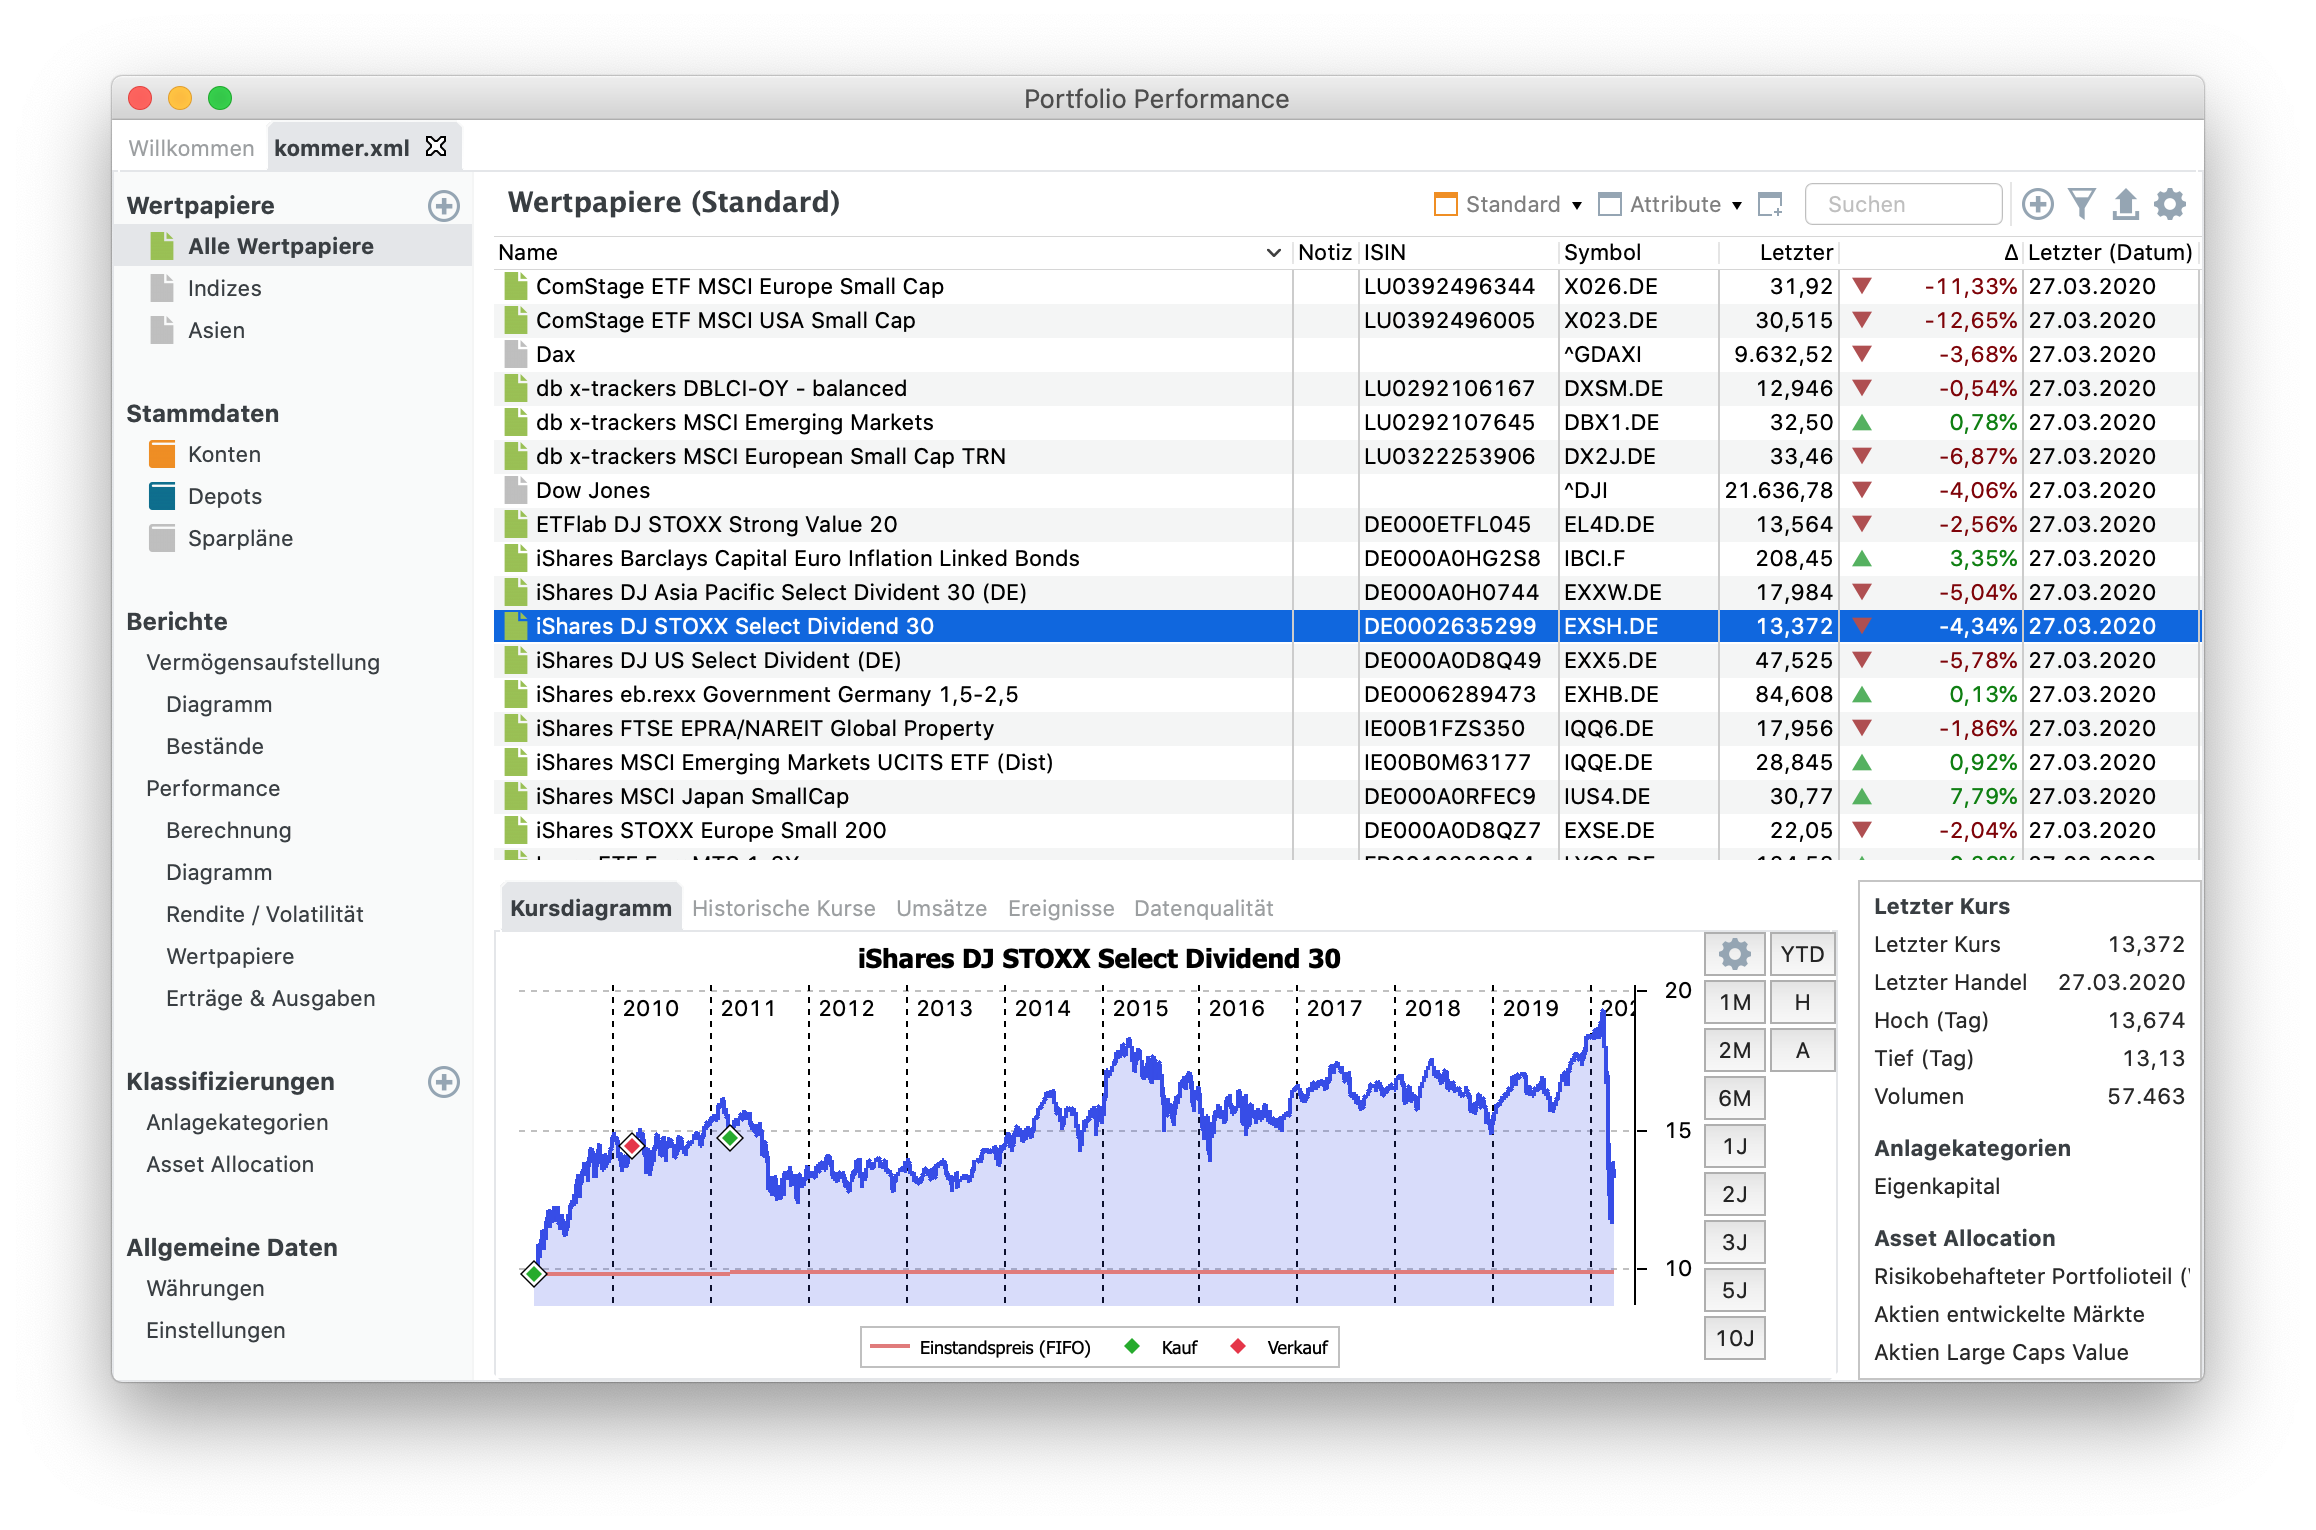 Portfolio Performance
Willkommen
kommer.xml
Wertpapiere
Alle Wertpapiere
Indizes
Asien
Stammdaten
Konten
Depots
Sparpläne
Berichte
Vermögensaufstellung
Diagramm
Bestände
Performance
Berechnung
Diagramm
Rendite / Volatilität
Wertpapiere
Erträge & Ausgaben
Klassifizierungen
Anlagekategorien
Asset Allocation
Allgemeine Daten
Währungen
Einstellungen
Wertpapiere (Standard)
Standard
Attribute
Suchen
Name Notiz ISIN Symbol Letzter Δ Letzter (Datum)
ComStage ETF MSCI Europe Small Cap LU0392496344 X026.DE 31,92 -11,33% 27.03.2020
ComStage ETF MSCI USA Small Cap LU0392496005 X023.DE 30,515 -12,65% 27.03.2020
Dax ^GDAXI 9.632,52 -3,68% 27.03.2020
db x-trackers DBLCI-OY - balanced LU0292106167 DXSM.DE 12,946 -0,54% 27.03.2020
db x-trackers MSCI Emerging Markets LU0292107645 DBX1.DE 32,50 0,78% 27.03.2020
db x-trackers MSCI European Small Cap TRN LU0322253906 DX2J.DE 33,46 -6,87% 27.03.2020
Dow Jones ^DJI 21.636,78 -4,06% 27.03.2020
ETFlab DJ STOXX Strong Value 20 DE000ETFL045 EL4D.DE 13,564 -2,56% 27.03.2020
iShares Barclays Capital Euro Inflation Linked Bonds DE000A0HG2S8 IBCI.F 208,45 3,35% 27.03.2020
iShares DJ Asia Pacific Select Divident 30 (DE) DE000A0H0744 EXXW.DE 17,984 -5,04% 27.03.2020
iShares DJ STOXX Select Dividend 30 DE0002635299 EXSH.DE 13,372 -4,34% 27.03.2020
iShares DJ US Select Divident (DE) DE000A0D8Q49 EXX5.DE 47,525 -5,78% 27.03.2020
iShares eb.rexx Government Germany 1,5-2,5 DE0006289473 EXHB.DE 84,608 0,13% 27.03.2020
iShares FTSE EPRA/NAREIT Global Property IE00B1FZS350 IQQ6.DE 17,956 -1,86% 27.03.2020
iShares MSCI Emerging Markets UCITS ETF (Dist) IE00B0M63177 IQQE.DE 28,845 0,92% 27.03.2020
iShares MSCI Japan SmallCap DE000A0RFEC9 IUS4.DE 30,77 7,79% 27.03.2020
iShares STOXX Europe Small 200 DE000A0D8QZ7 EXSE.DE 22,05 -2,04% 27.03.2020
Kursdiagramm Historische Kurse Umsätze Ereignisse Datenqualität
iShares DJ STOXX Select Dividend 30
2010 2011 2012 2013 2014 2015 2016 2017 2018 2019
20
15
10
Einstandspreis (FIFO) Kauf Verkauf
YTD
1M H
2M A
6M
1J
2J
3J
5J
10J
Letzter Kurs
Letzter Kurs 13,372
Letzter Handel 27.03.2020
Hoch (Tag) 13,674
Tief (Tag) 13,13
Volumen 57.463
Anlagekategorien
Eigenkapital
Asset Allocation
Risikobehafteter Portfolioteil (
Aktien entwickelte Märkte
Aktien Large Caps Value